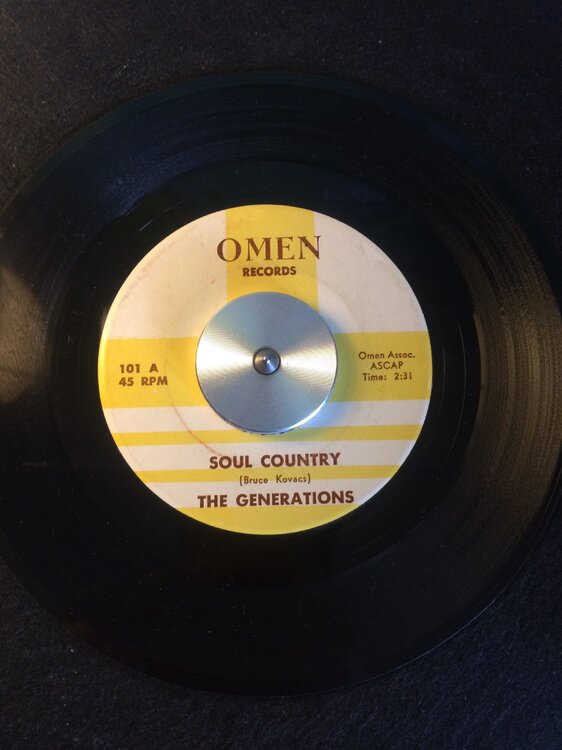 OMEN
RECORDS
101 A
45 RPM
Omen Assoc.
ASCAP
Time: 2:31
SOUL COUNTRY
(Bruce Kovacs)
THE GENERATIONS